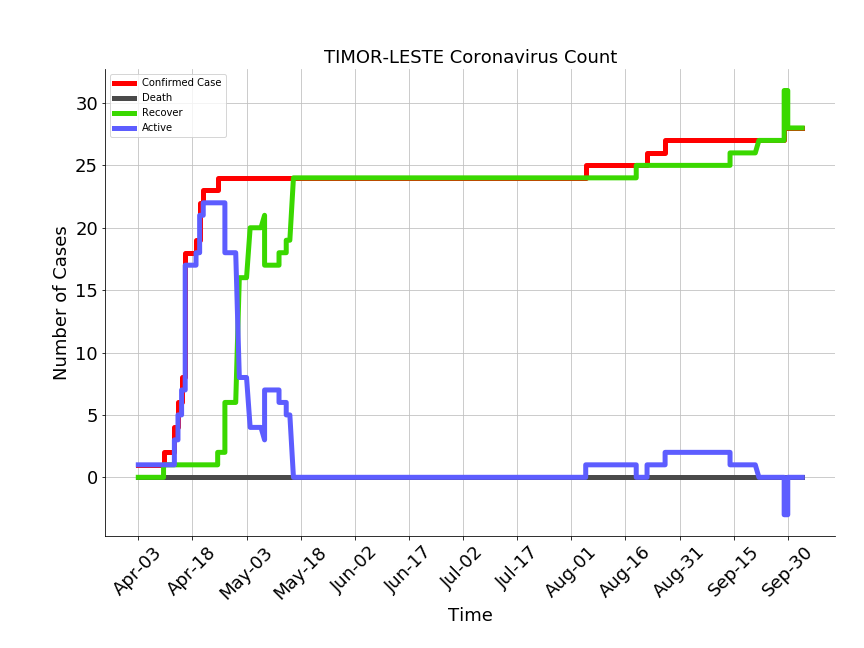 TIMOR-LESTE Coronavirus Count
Confirmed Case
Death
Recover
Active
Number of Cases
30
25
20
15
10
5
0
Apr-03
Apr-18
May-03
May-18
Jun-02
Jun-17
Jul-02
Jul-17
Aug-01
Aug-16
Aug-31
Sep-15
Sep-30
Time